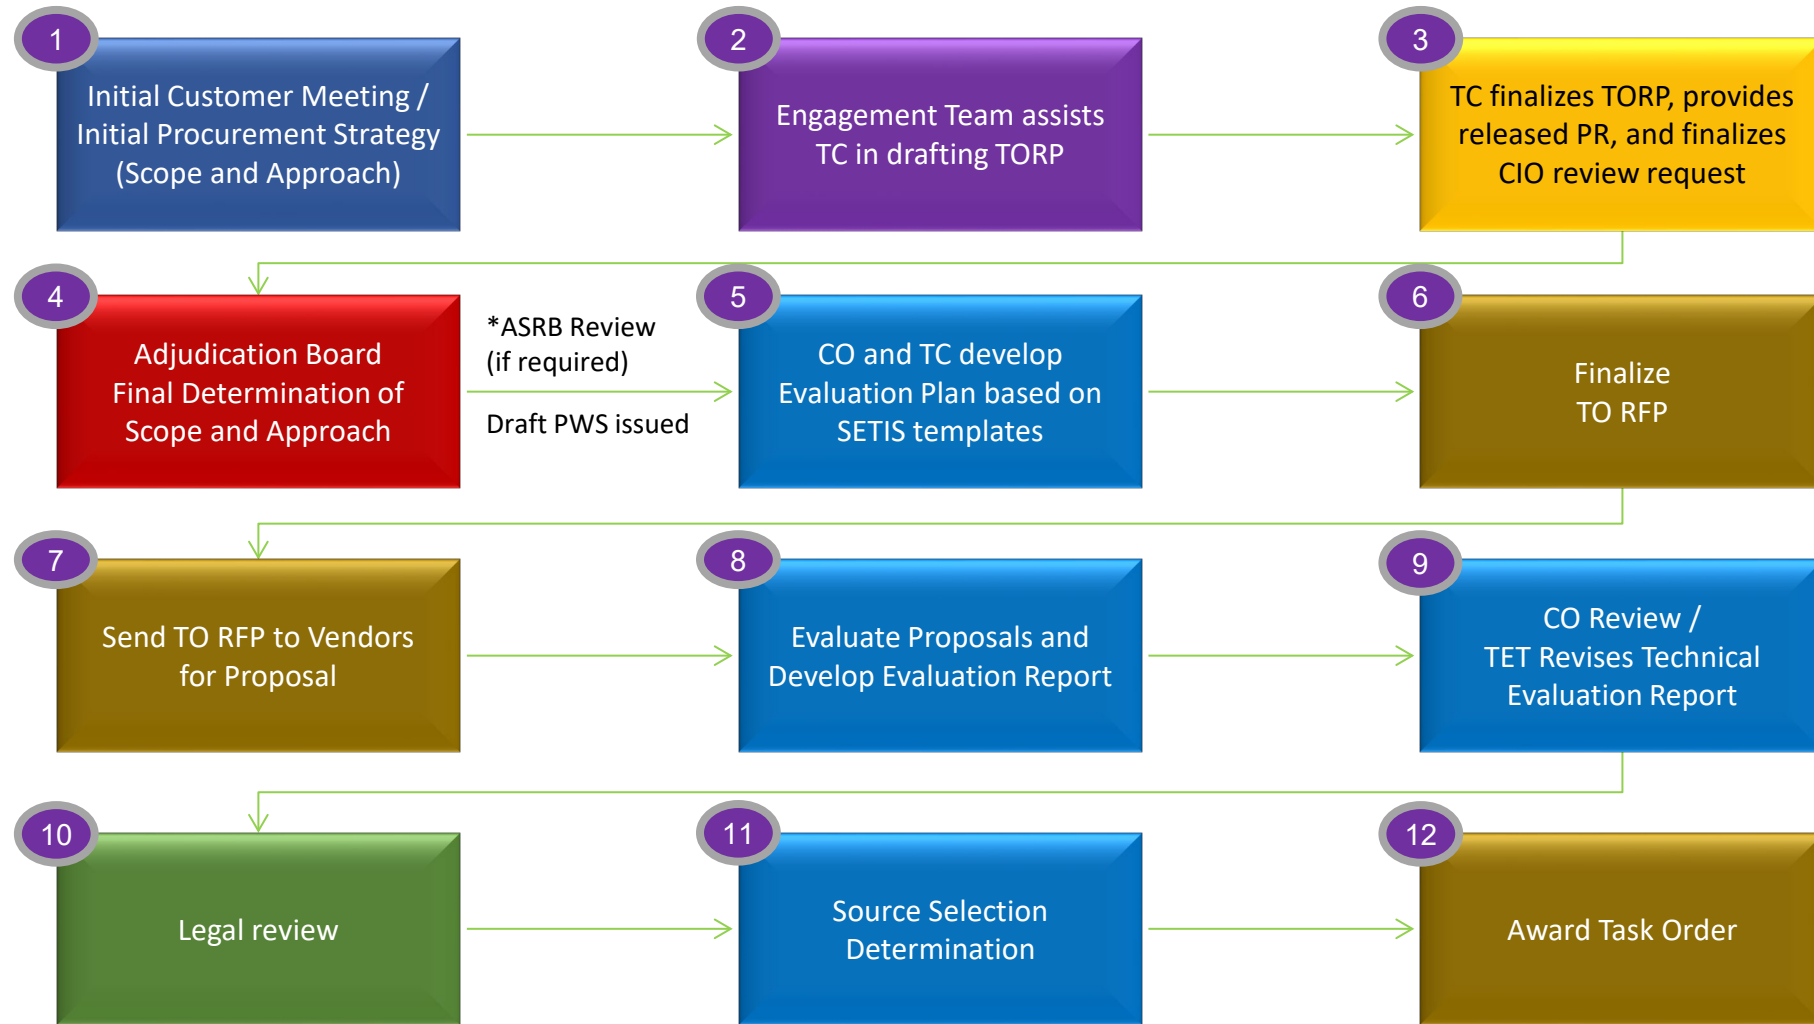 1
Initial Customer Meeting /
Initial Procurement Strategy
(Scope and Approach)
2
Engagement Team assists
TC in drafting TORP
3
TC finalizes TORP, provides
released PR, and finalizes
CIO review request
4
Adjudication Board
Final Determination of
Scope and Approach
*ASRB Review
(if required)
Draft PWS issued
5
CO and TC develop
Evaluation Plan based on
SETIS templates
6
Finalize
TO RFP
7
Send TO RFP to Vendors
for Proposal
8
Evaluate Proposals and
Develop Evaluation Report
9
CO Review /
TET Revises Technical
Evaluation Report
10
Legal review
11
Source Selection
Determination
12
Award Task Order